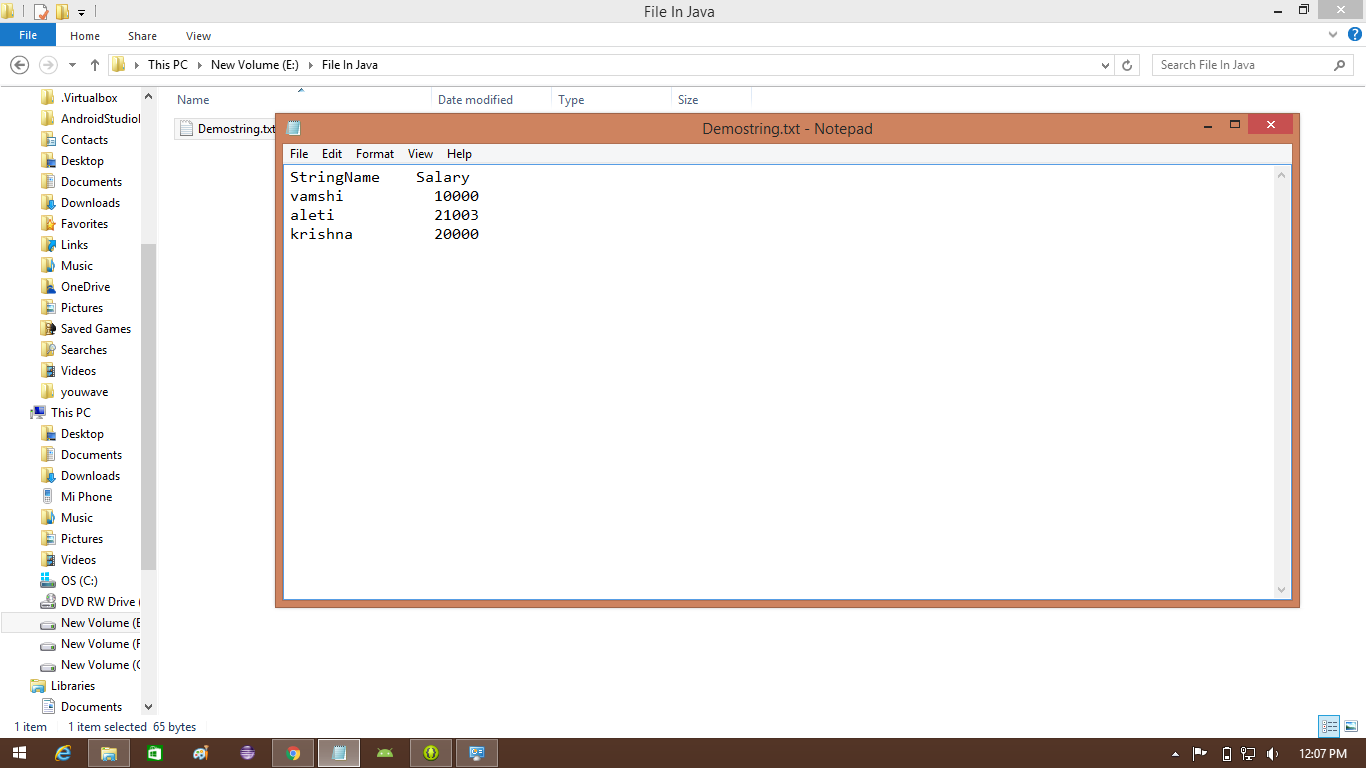 File In Java
File Home Share View
This PC New Volume (E:) File In Java
Search File In Java
.Virtualbox
AndroidStudio
Contacts
Desktop
Documents
Downloads
Favorites
Links
Music
OneDrive
Pictures
Saved Games
Searches
Videos
youwave
This PC
Desktop
Documents
Downloads
Mi Phone
Music
Pictures
Videos
OS (C:)
DVD RW Drive (
New Volume (E
New Volume (F
New Volume (G
Libraries
Documents
Name Date modified Type Size
Demostring.txt
Demostring.txt - Notepad
File Edit Format View Help
StringName    Salary
vamshi          10000
aleti           21003
krishna         20000
1 item 1 item selected 65 bytes
12:07 PM